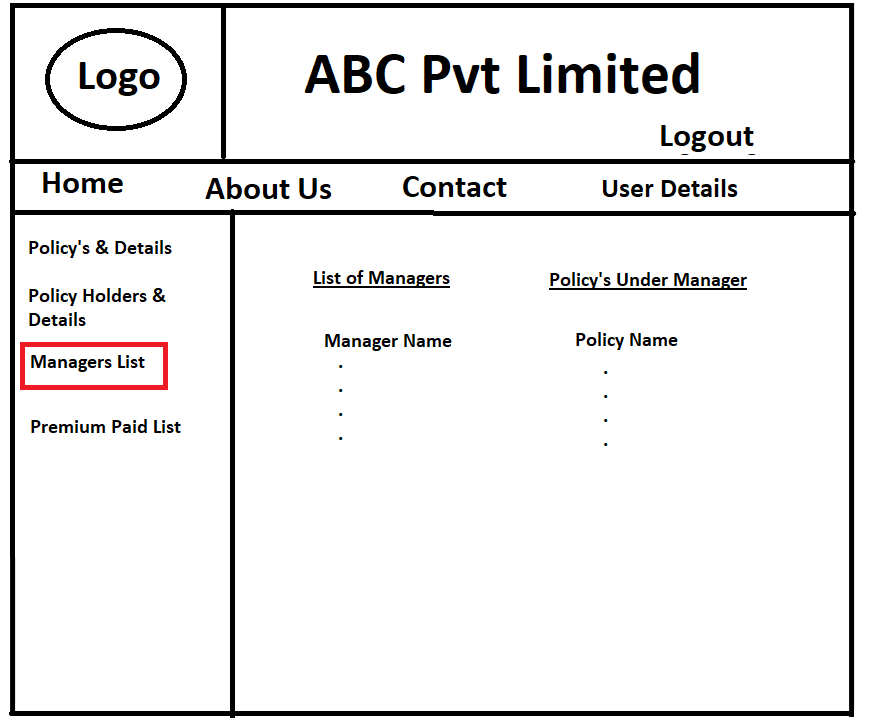 Logo
ABC Pvt Limited
Logout
Home
About Us
Contact
User Details
Policy's & Details
Policy Holders &
Details
Managers List
Premium Paid List
List of Managers
Policy's Under Manager
Manager Name
Policy Name
.
.
.
.
.
.
.
.